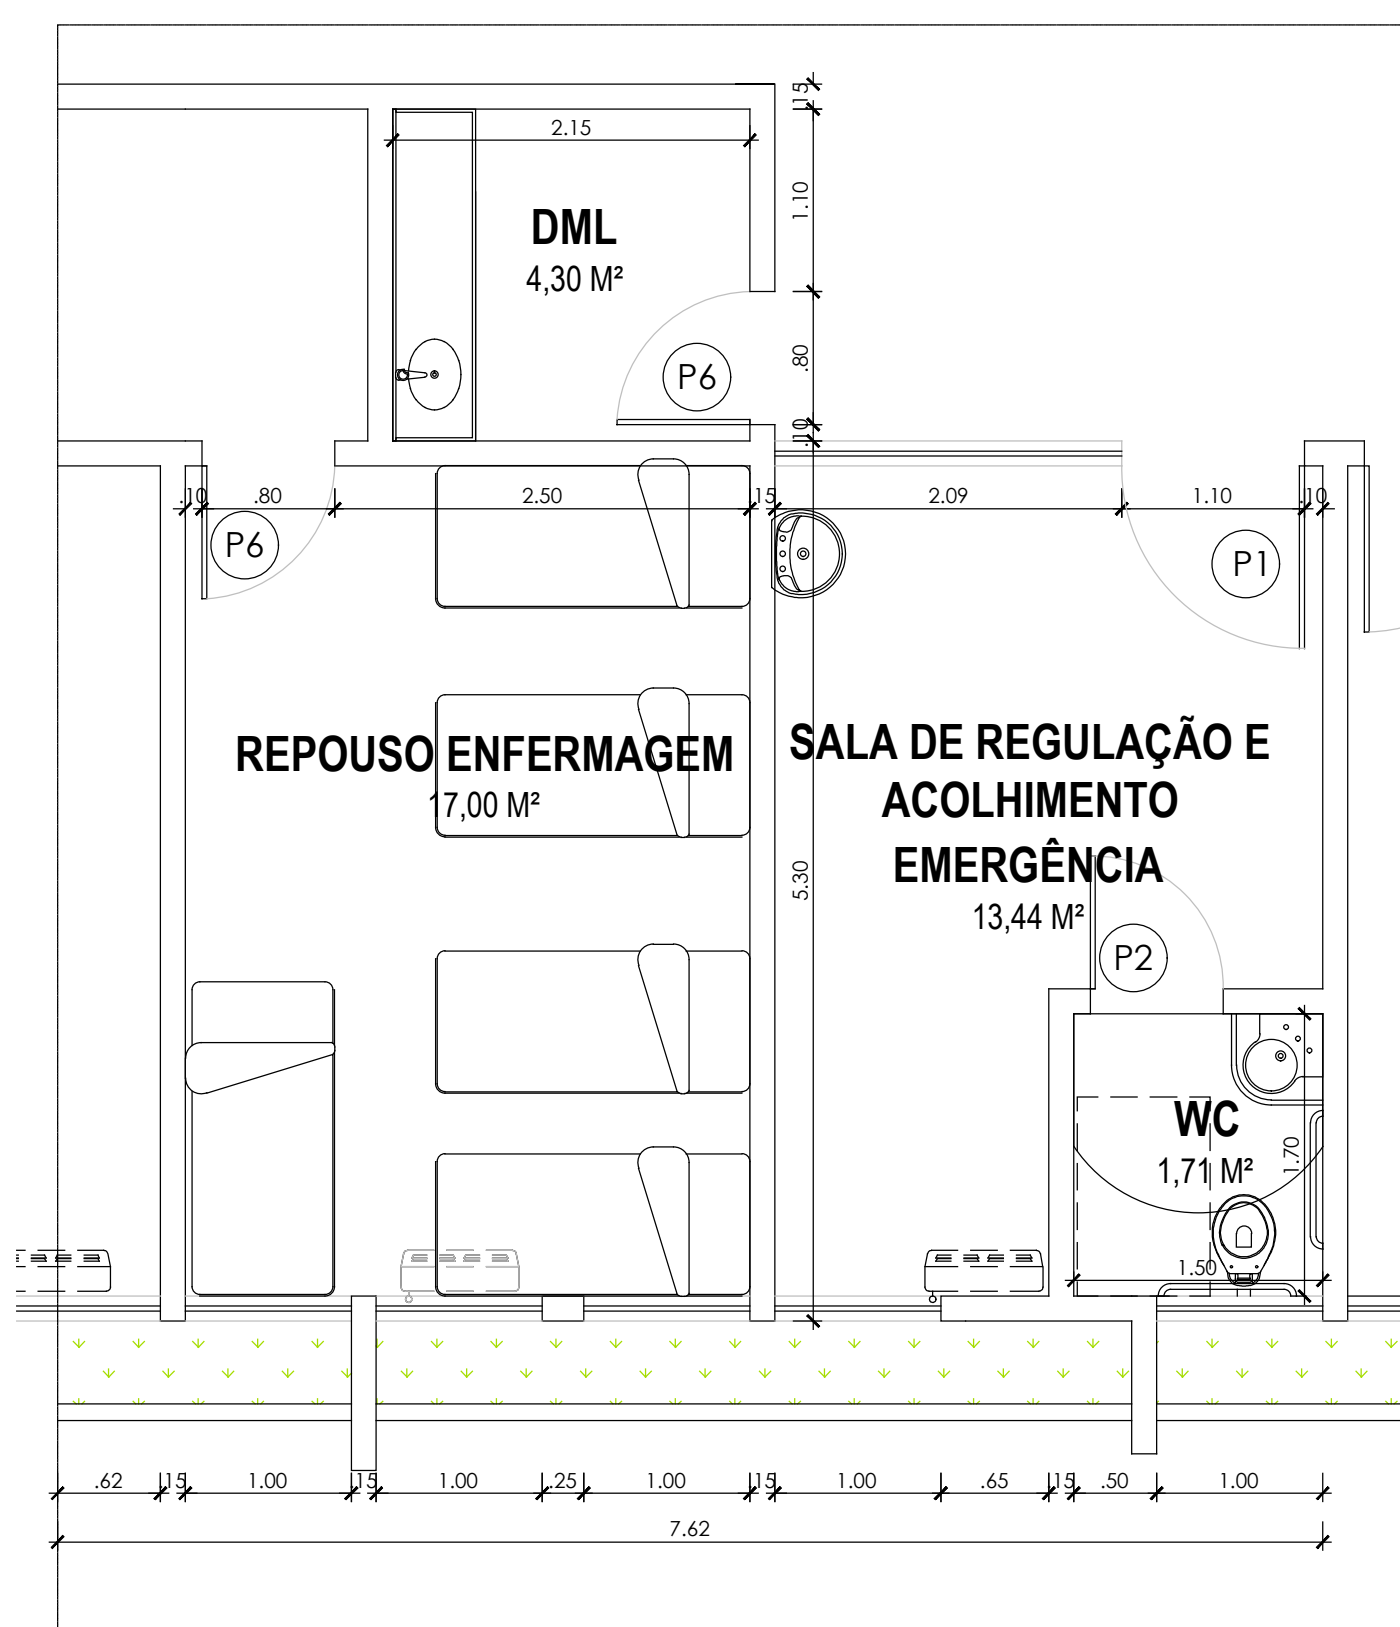 .15
2.15
1.10
DML
4,30 M²
.80
P6
.10
.10
.80
2.50
.15
2.09
1.10
.10
P6
P1
REPOUSO ENFERMAGEM
17,00 M²
SALA DE REGULAÇÃO E
ACOLHIMENTO
EMERGÊNCIA
13,44 M²
5.30
P2
WC
1,71 M²
1.70
1.50
.62
.15
1.00
.15
1.00
.25
1.00
.15
1.00
.65
.15
.50
1.00
7.62